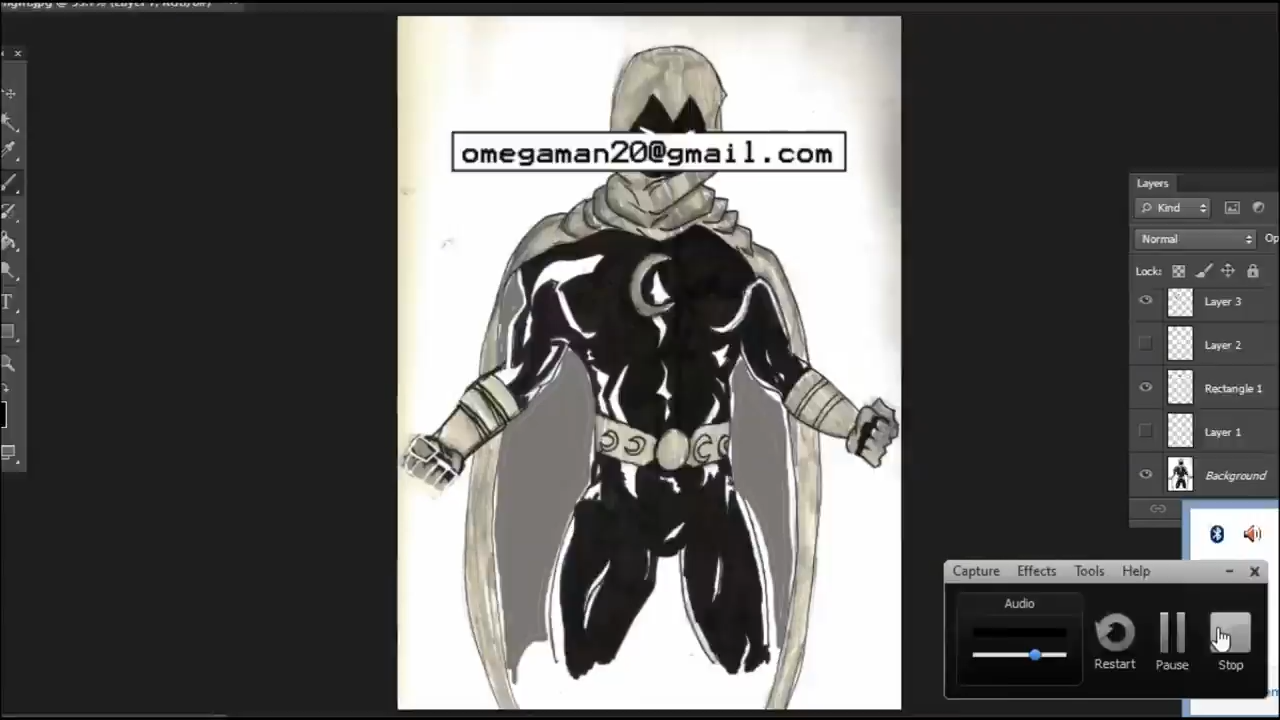 omegaman20@gmail.com
Layers
Kind
Normal
Op
Lock:
Layer 3
Layer 2
Rectangle 1
Layer 1
Background
Capture Effects Tools Help
Audio
Restart
Pause
Stop